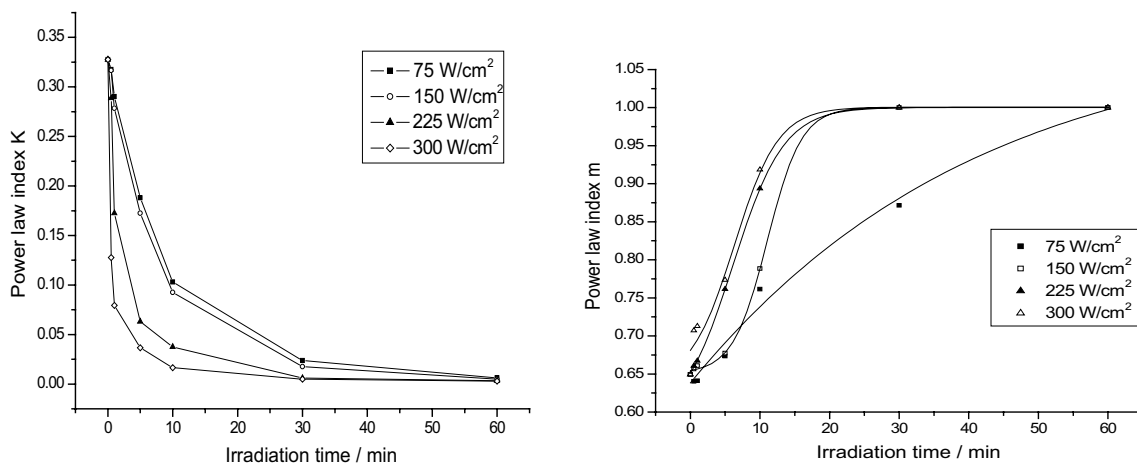 0.35
0.30
0.25
0.20
0.15
0.10
0.05
0.00
Power law index K
0 10 20 30 40 50 60
Irradiation time / min
75 W/cm²
150 W/cm²
225 W/cm²
300 W/cm²
1.05
1.00
0.95
0.90
0.85
0.80
0.75
0.70
0.65
0.60
Power law index m
0 10 20 30 40 50 60
Irradiation time / min
75 W/cm²
150 W/cm²
225 W/cm²
300 W/cm²